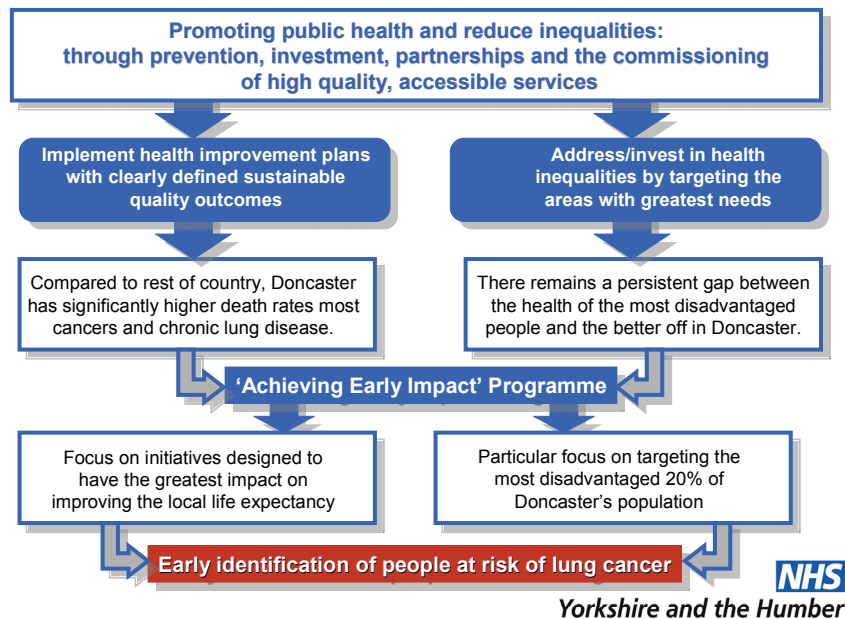 Promoting public health and reduce inequalities:
through prevention, investment, partnerships and the commissioning
of high quality, accessible services
Implement health improvement plans
with clearly defined sustainable
quality outcomes
Address/invest in health
inequalities by targeting the
areas with greatest needs
Compared to rest of country, Doncaster
has significantly higher death rates most
cancers and chronic lung disease.
There remains a persistent gap between
the health of the most disadvantaged
people and the better off in Doncaster.
‘Achieving Early Impact’ Programme
Focus on initiatives designed to
have the greatest impact on
improving the local life expectancy
Particular focus on targeting the
most disadvantaged 20% of
Doncaster’s population
Early identification of people at risk of lung cancer
NHS
Yorkshire and the Humber